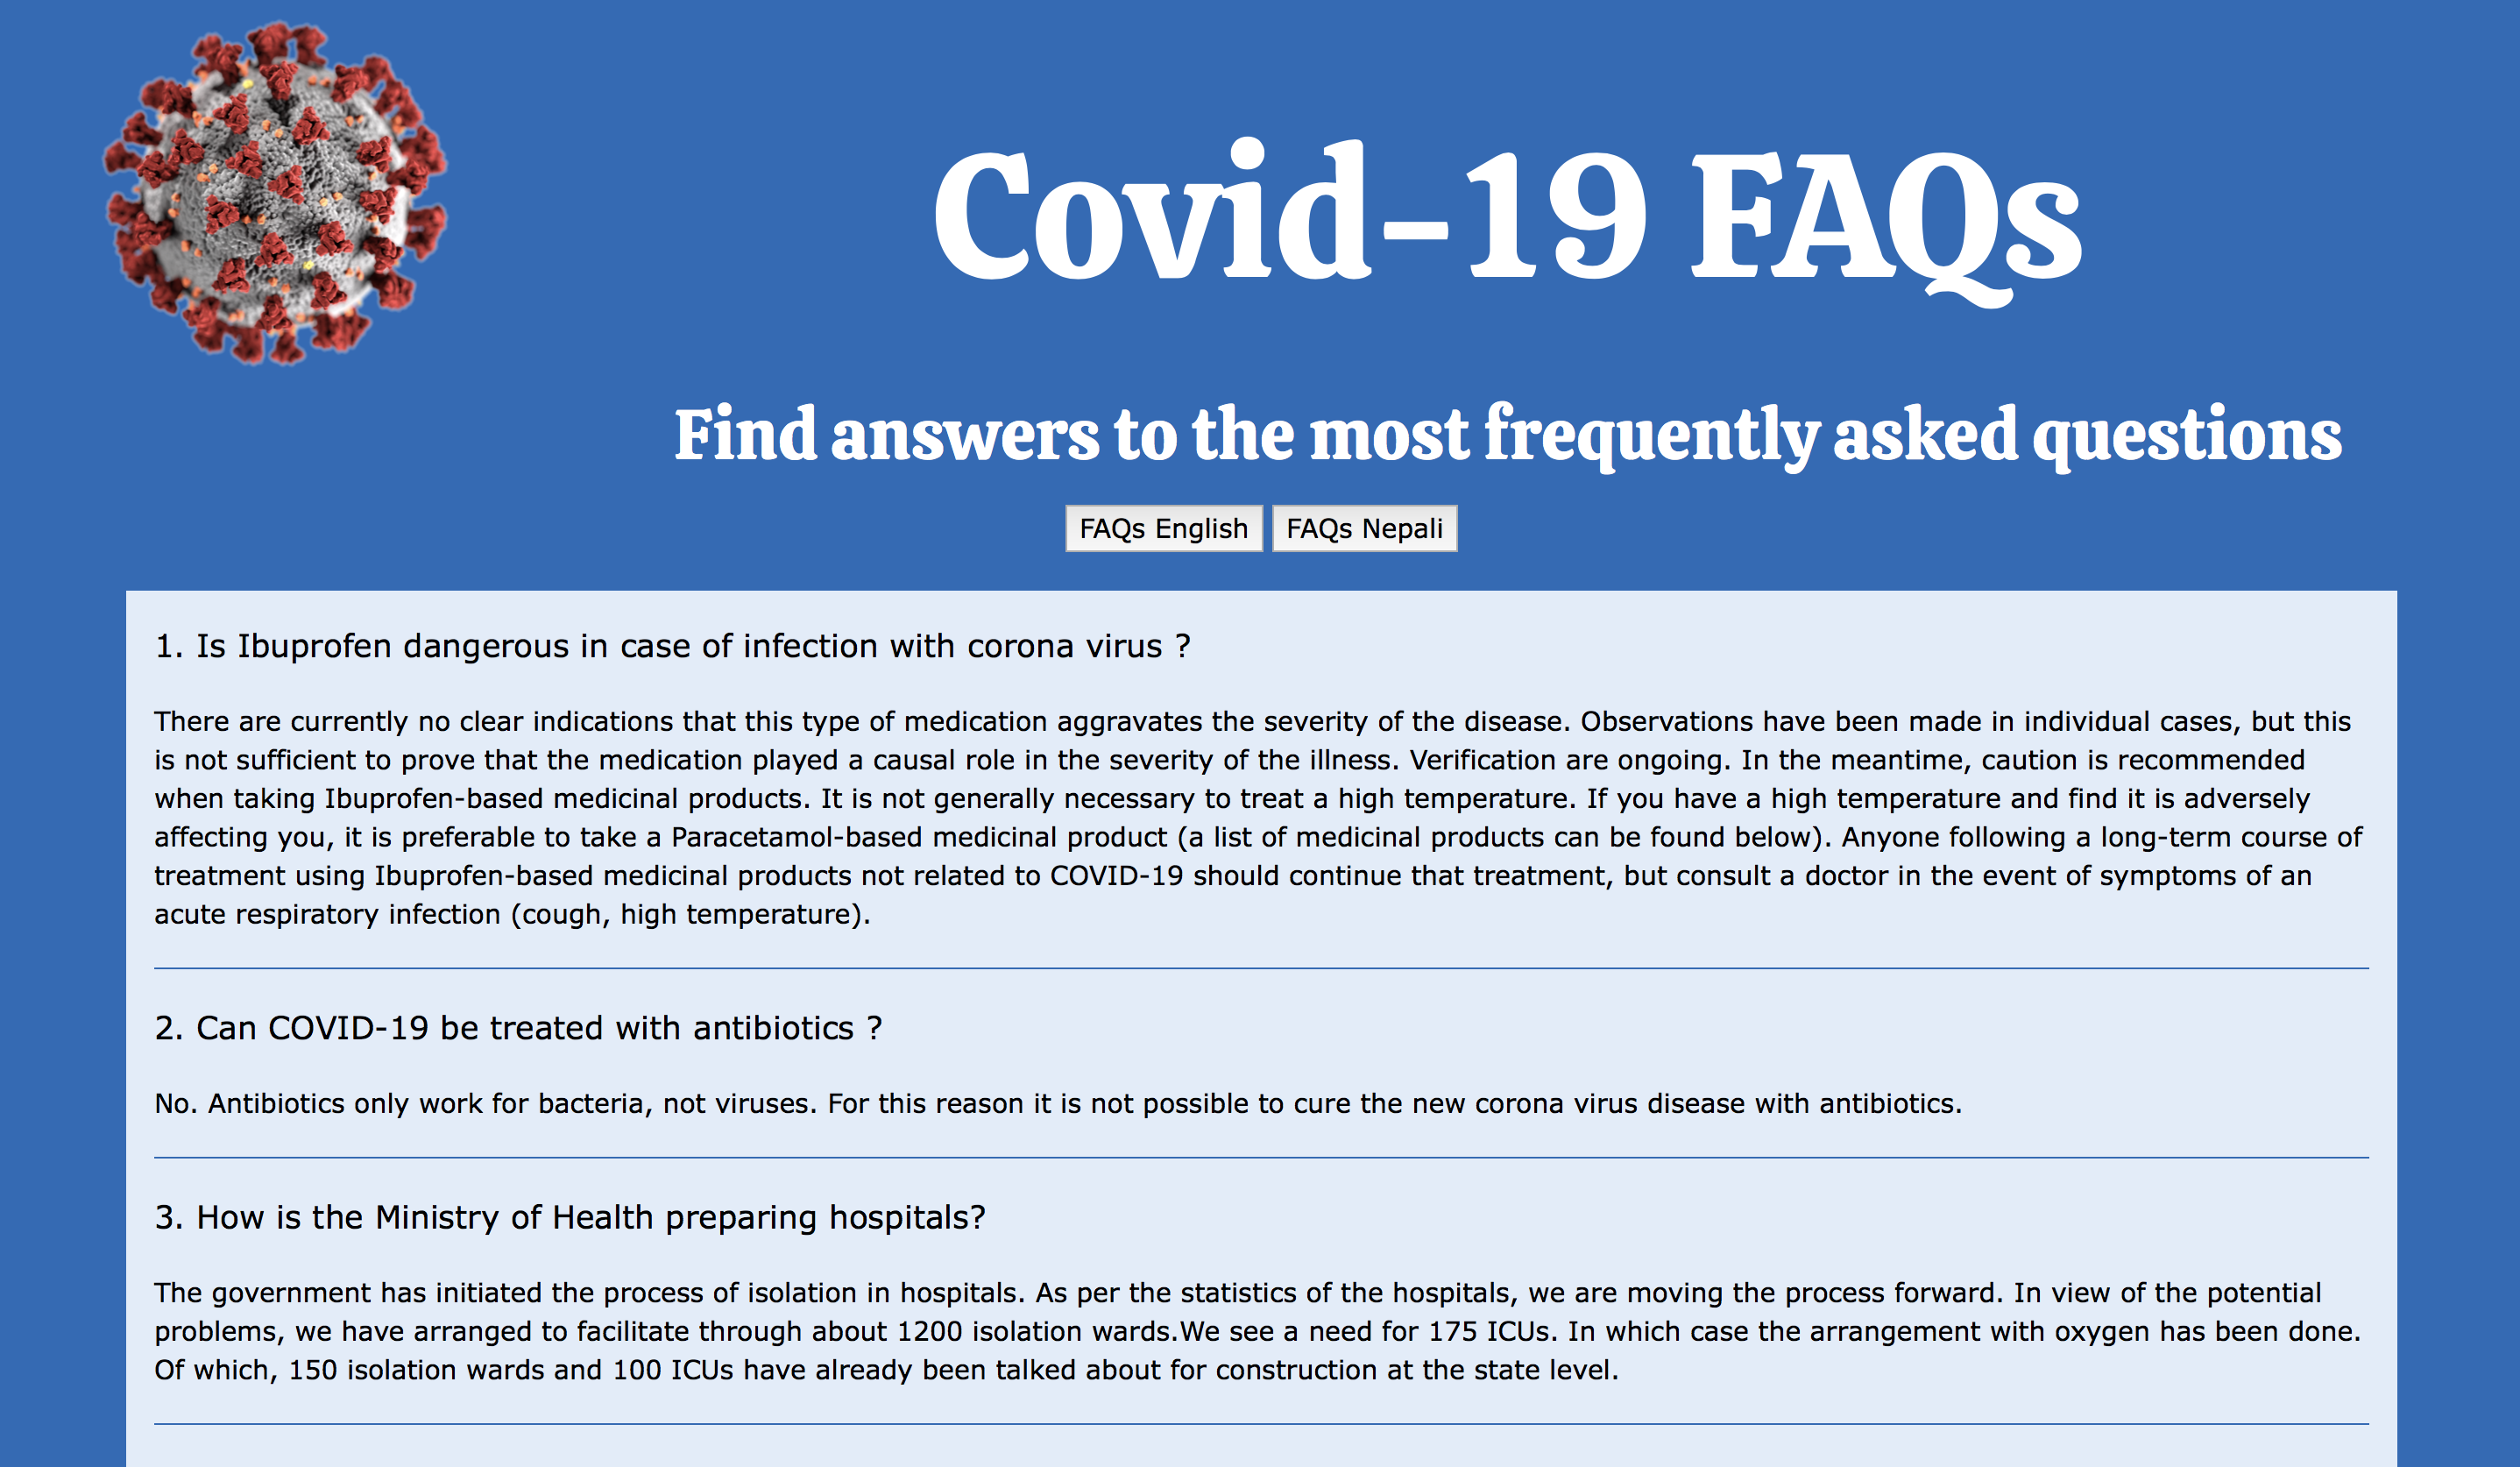 Covid-19 FAQs
Find answers to the most frequently asked questions
FAQs English FAQs Nepali
1. Is Ibuprofen dangerous in case of infection with corona virus ?
There are currently no clear indications that this type of medication aggravates the severity of the disease. Observations have been made in individual cases, but this
is not sufficient to prove that the medication played a causal role in the severity of the illness. Verification are ongoing. In the meantime, caution is recommended
when taking Ibuprofen-based medicinal products. It is not generally necessary to treat a high temperature. If you have a high temperature and find it is adversely
affecting you, it is preferable to take a Paracetamol-based medicinal product (a list of medicinal products can be found below). Anyone following a long-term course of
treatment using Ibuprofen-based medicinal products not related to COVID-19 should continue that treatment, but consult a doctor in the event of symptoms of an
acute respiratory infection (cough, high temperature).
2. Can COVID-19 be treated with antibiotics ?
No. Antibiotics only work for bacteria, not viruses. For this reason it is not possible to cure the new corona virus disease with antibiotics.
3. How is the Ministry of Health preparing hospitals?
The government has initiated the process of isolation in hospitals. As per the statistics of the hospitals, we are moving the process forward. In view of the potential
problems, we have arranged to facilitate through about 1200 isolation wards.We see a need for 175 ICUs. In which case the arrangement with oxygen has been done.
Of which, 150 isolation wards and 100 ICUs have already been talked about for construction at the state level.